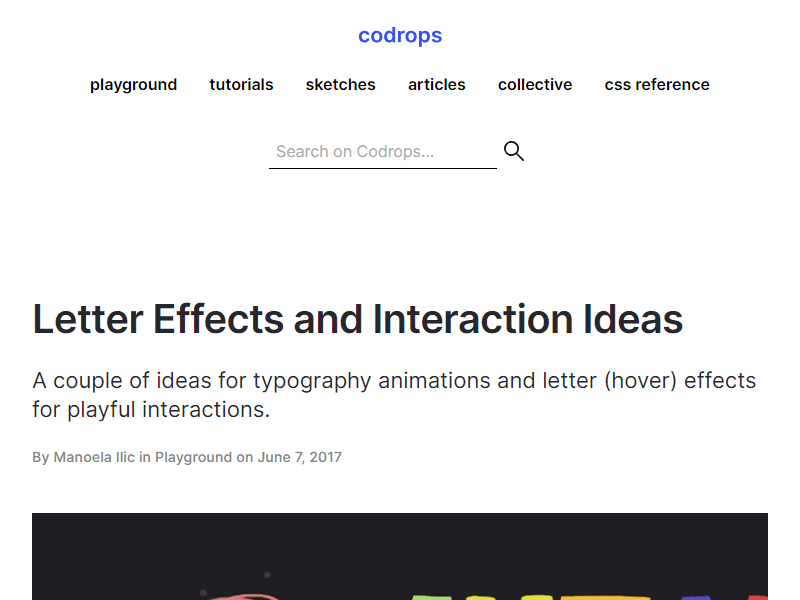 codrops
playground tutorials sketches articles collective css reference
Search on Codrops...
Letter Effects and Interaction Ideas
A couple of ideas for typography animations and letter (hover) effects
for playful interactions.
By Manoela Ilic in Playground on June 7, 2017